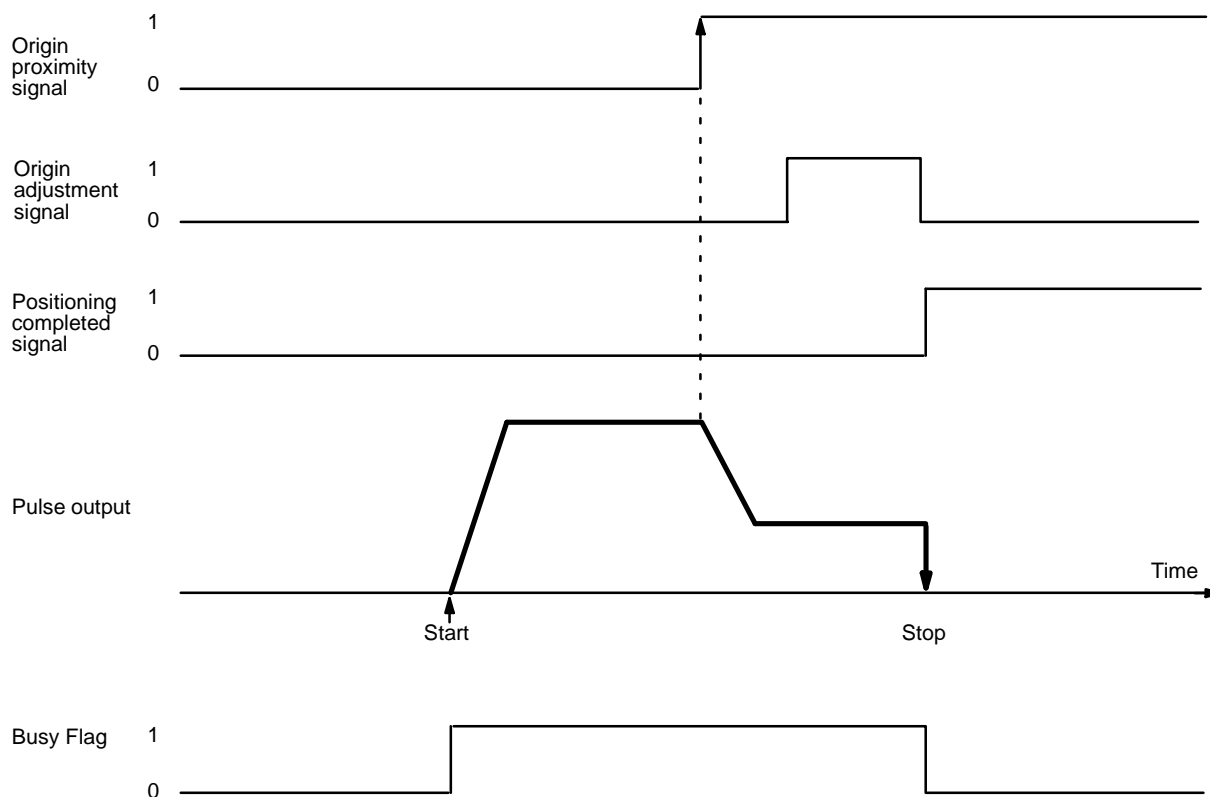 Origin
proximity
signal
1
0
Origin
adjustment
signal
1
0
Positioning
completed
signal
1
0
Pulse output
Time
Start
Stop
Busy Flag
1
0